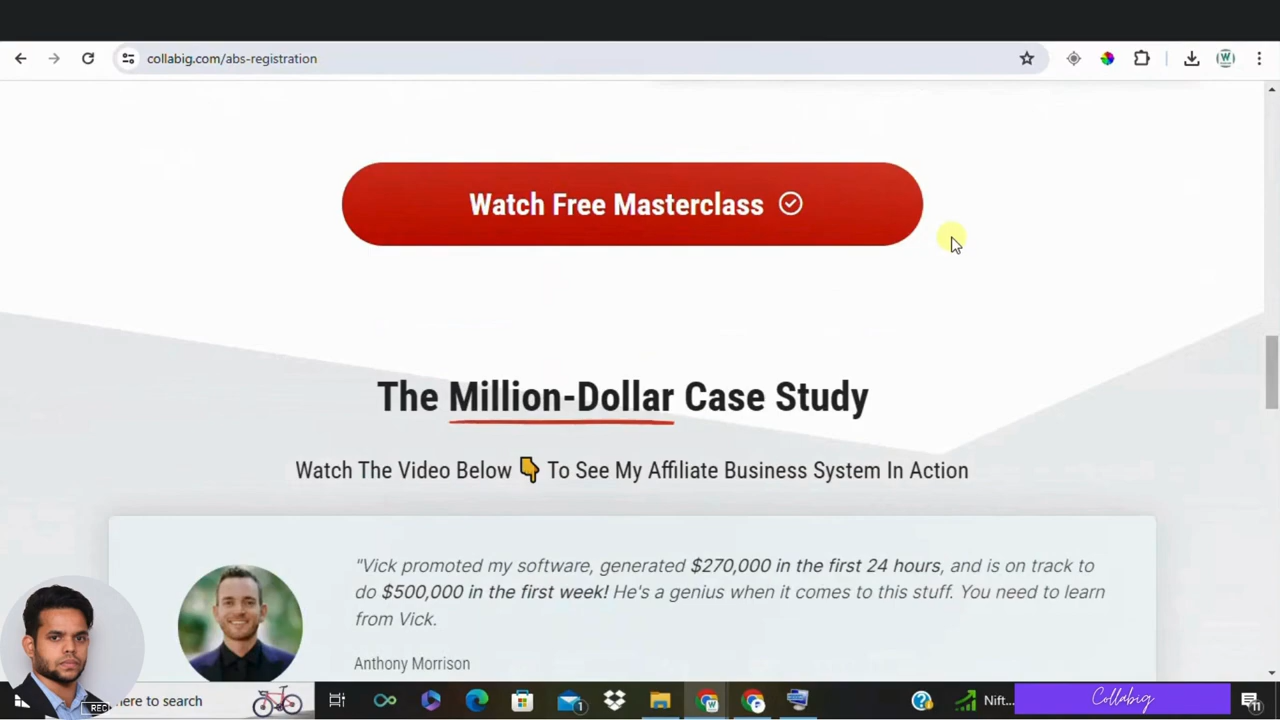 collabig.com/abs-registration
W
Watch Free Masterclass
The Million-Dollar Case Study
Watch The Video Below 👇 To See My Affiliate Business System In Action
"Vick promoted my software, generated $270,000 in the first 24 hours, and is on track to
do $500,000 in the first week! He's a genius when it comes to this stuff. You need to learn
from Vick.
Anthony Morrison
REC
here to search
1
Nift...
Collabig
11